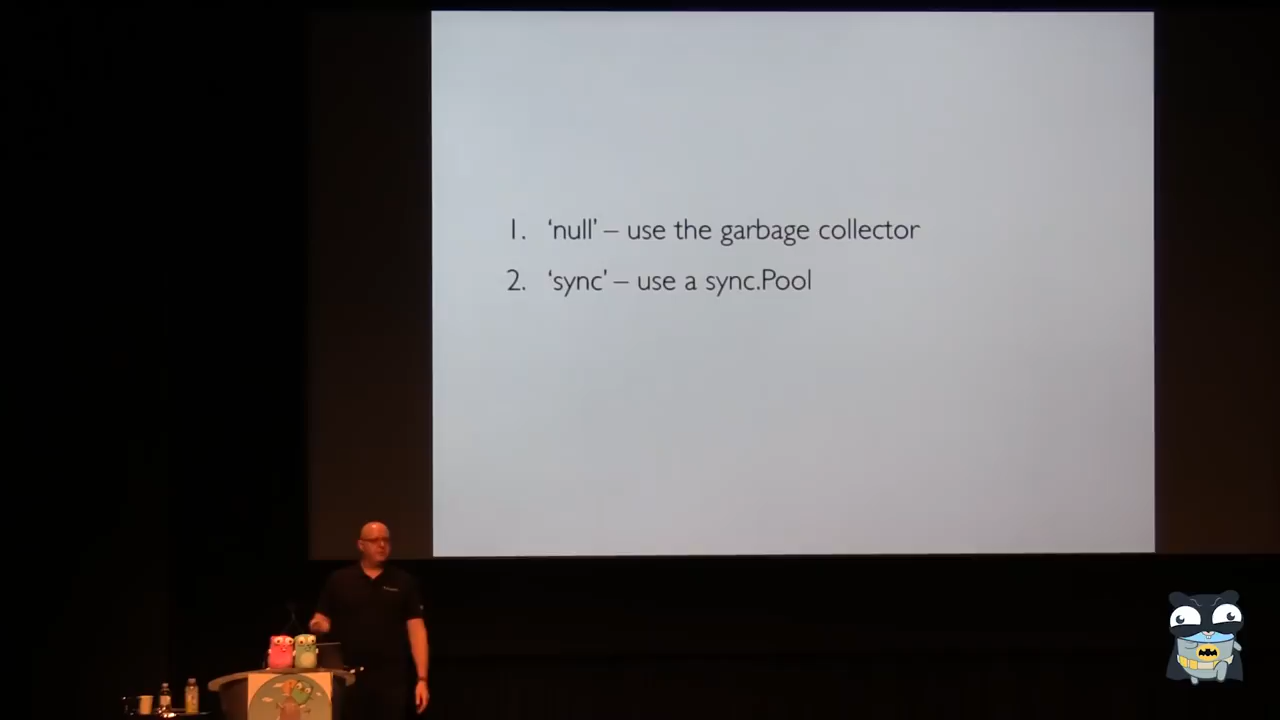 1. ‘null’ – use the garbage collector
2. ‘sync’ – use a sync.Pool